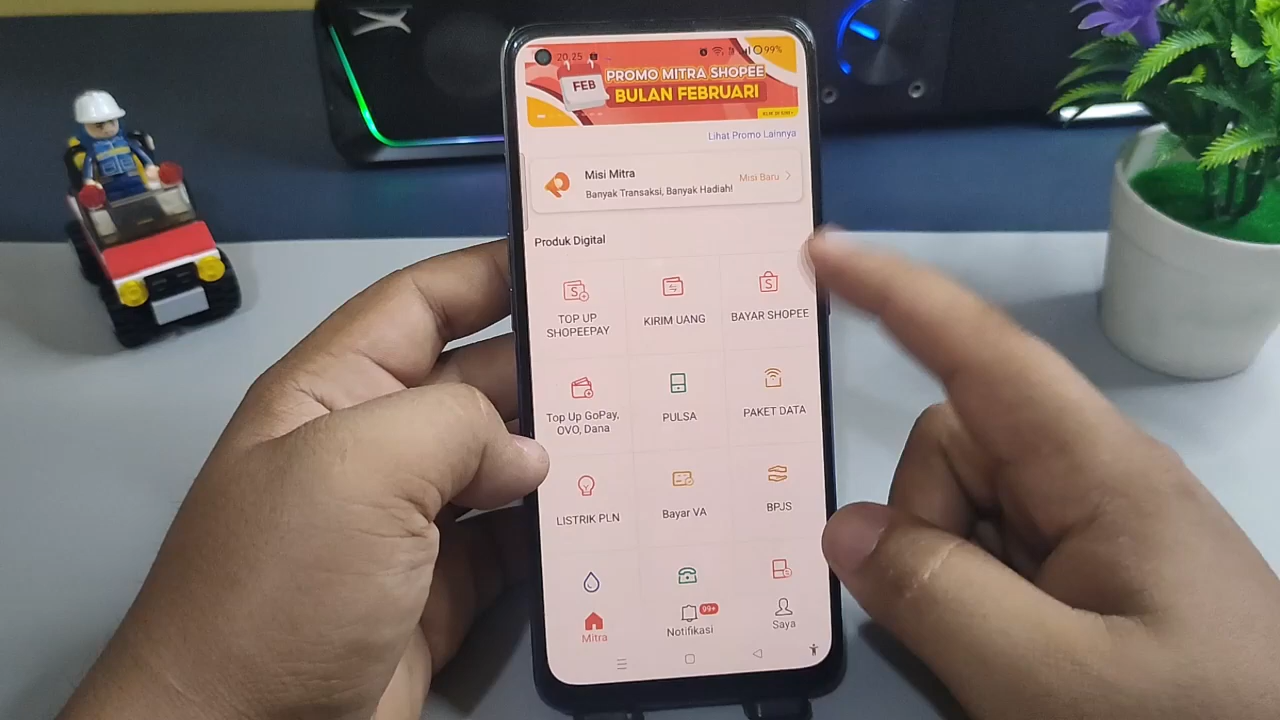 20.25
99%
FEB
PROMO MITRA SHOPEE
BULAN FEBRUARI
Lihat Promo Lainnya
Misi Mitra
Banyak Transaksi, Banyak Hadiah!
Misi Baru
Produk Digital
TOP UP
SHOPEEPAY
KIRIM UANG
BAYAR SHOPEE
Top Up GoPay,
OVO, Dana
PULSA
PAKET DATA
LISTRIK PLN
Bayar VA
BPJS
Mitra
99+
Notifikasi
Saya